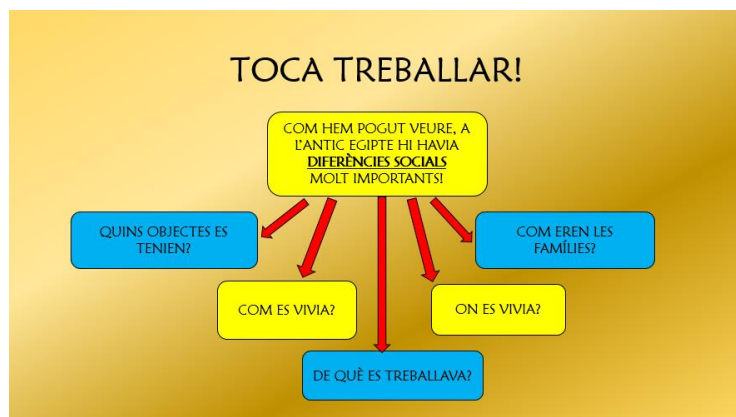 TOCA TREBALLAR!
COM HEM POGUT VEURE, A
L'ANTIC EGIPTE HI HAVIA
DIFERÈNCIES SOCIALS
MOLT IMPORTANTS!
QUINS OBJECTES ES
TENIEN?
COM EREN LES
FAMÍLIES?
COM ES VIVIA?
ON ES VIVIA?
DE QUÈ ES TREBALLAVA?